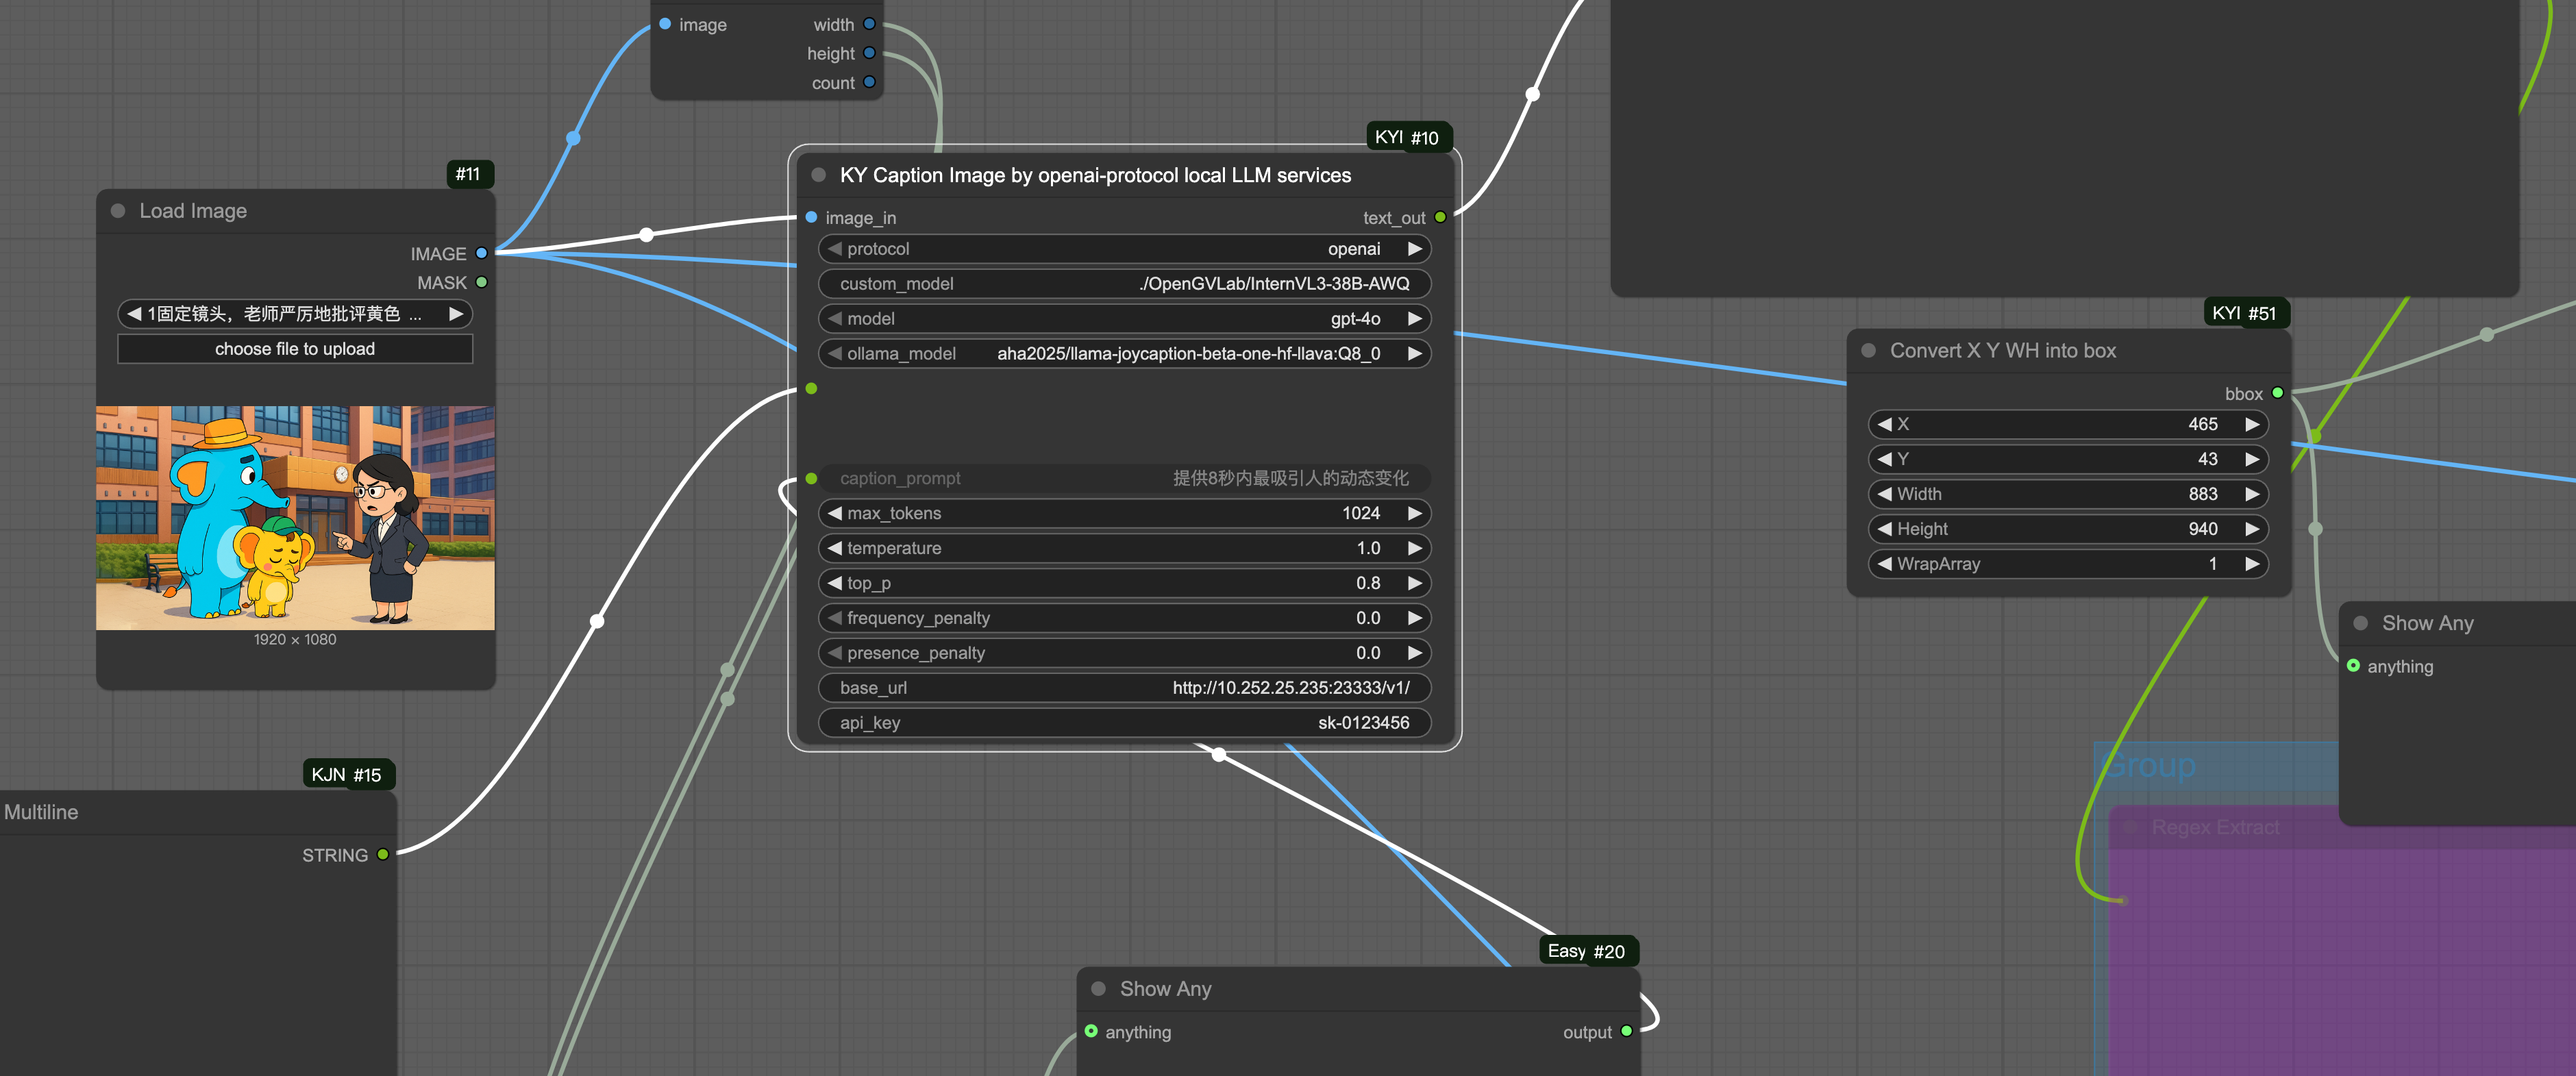 image
width
height
count
#11
Load Image
IMAGE
MASK
1固定镜头，老师严厉地批评黄色 ...
choose file to upload
1920 × 1080
KJN #15
Multiline
STRING
KYI #10
KY Caption Image by openai-protocol local LLM services
image_in
text_out
protocol openai
custom_model ./OpenGVLab/InternVL3-38B-AWQ
model gpt-4o
ollama_model aha2025/llama-joycaption-beta-one-hf-llava:Q8_0
caption_prompt 提供8秒内最吸引人的动态变化
max_tokens 1024
temperature 1.0
top_p 0.8
frequency_penalty 0.0
presence_penalty 0.0
base_url http://10.252.25.235:23333/v1/
api_key sk-0123456
Easy #20
Show Any
anything
output
KYI #51
Convert X Y WH into box
bbox
X 465
Y 43
Width 883
Height 940
WrapArray 1
Show Any
anything
Group
Regex Extract